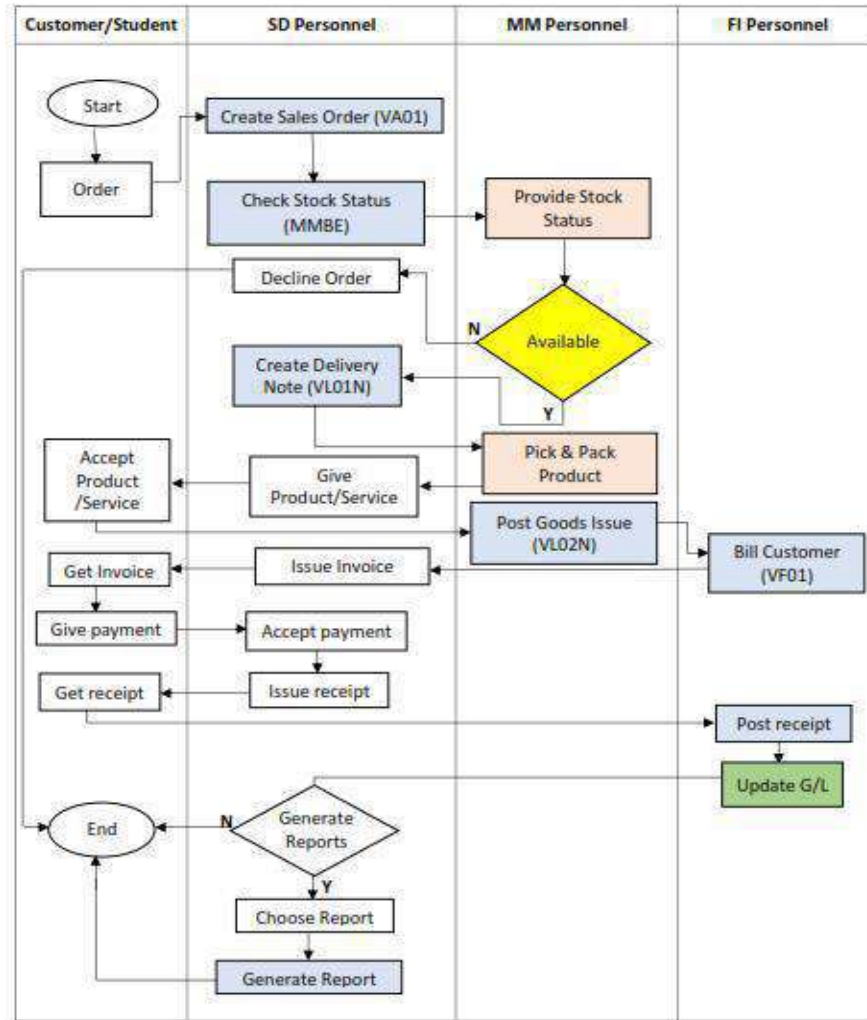 Customer/Student
SD Personnel
MM Personnel
FI Personnel
Start
Create Sales Order (VA01)
Order
Check Stock Status
(MMBE)
Provide Stock
Status
Decline Order
N
Available
Create Delivery
Note (VL01N)
Y
Accept
Product
/Service
Give
Product/Service
Pick & Pack
Product
Post Goods Issue
(VL02N)
Bill Customer
(VF01)
Issue Invoice
Get Invoice
Give payment
Accept payment
Get receipt
Issue receipt
Post receipt
Update G/L
End
N
Generate
Reports
Y
Choose Report
Generate Report